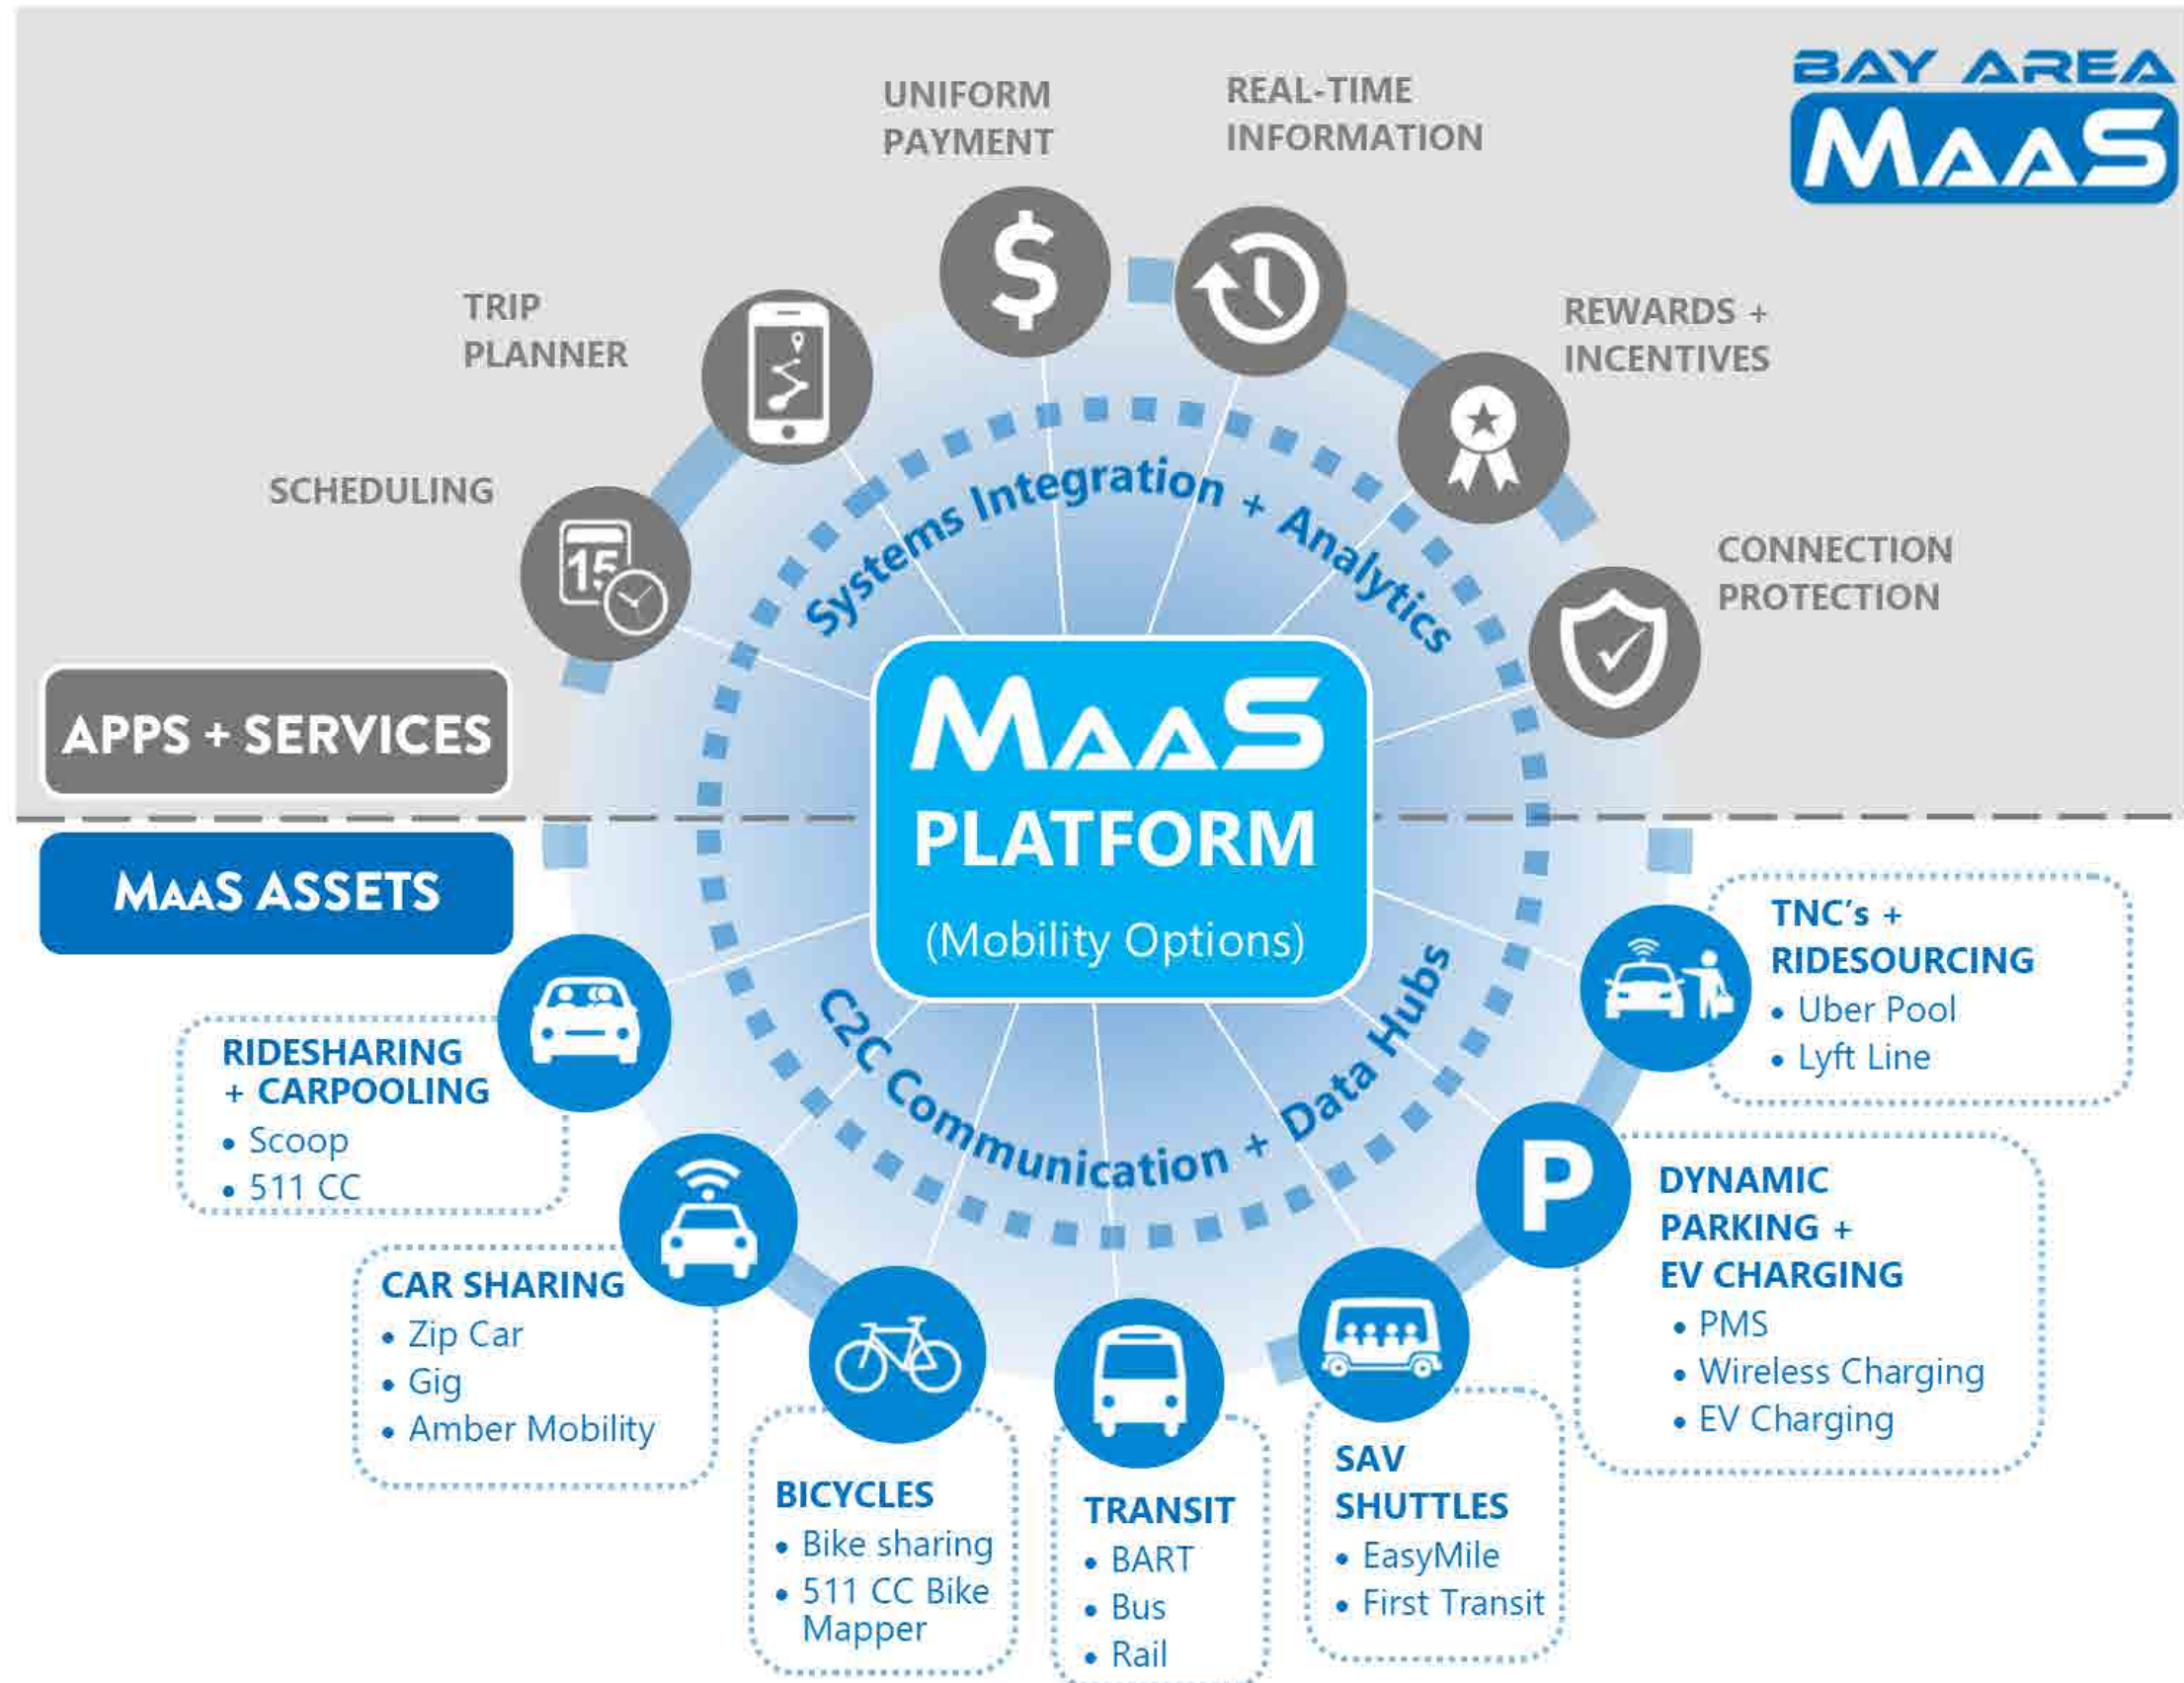 BAY AREA
MAAS
UNIFORM
PAYMENT
REAL-TIME
INFORMATION
TRIP
PLANNER
REWARDS +
INCENTIVES
SCHEDULING
15
$
CONNECTION
PROTECTION
Systems Integration + Analytics
APPS + SERVICES
MAAS
PLATFORM
(Mobility Options)
MAAS ASSETS
C2C Communication + Data Hubs
RIDESHARING
+ CARPOOLING
• Scoop
• 511 CC
CAR SHARING
• Zip Car
• Gig
• Amber Mobility
BICYCLES
• Bike sharing
• 511 CC Bike
Mapper
TRANSIT
• BART
• Bus
• Rail
SAV
SHUTTLES
• EasyMile
• First Transit
P
DYNAMIC
PARKING +
EV CHARGING
• PMS
• Wireless Charging
• EV Charging
TNC's +
RIDESOURCING
• Uber Pool
• Lyft Line